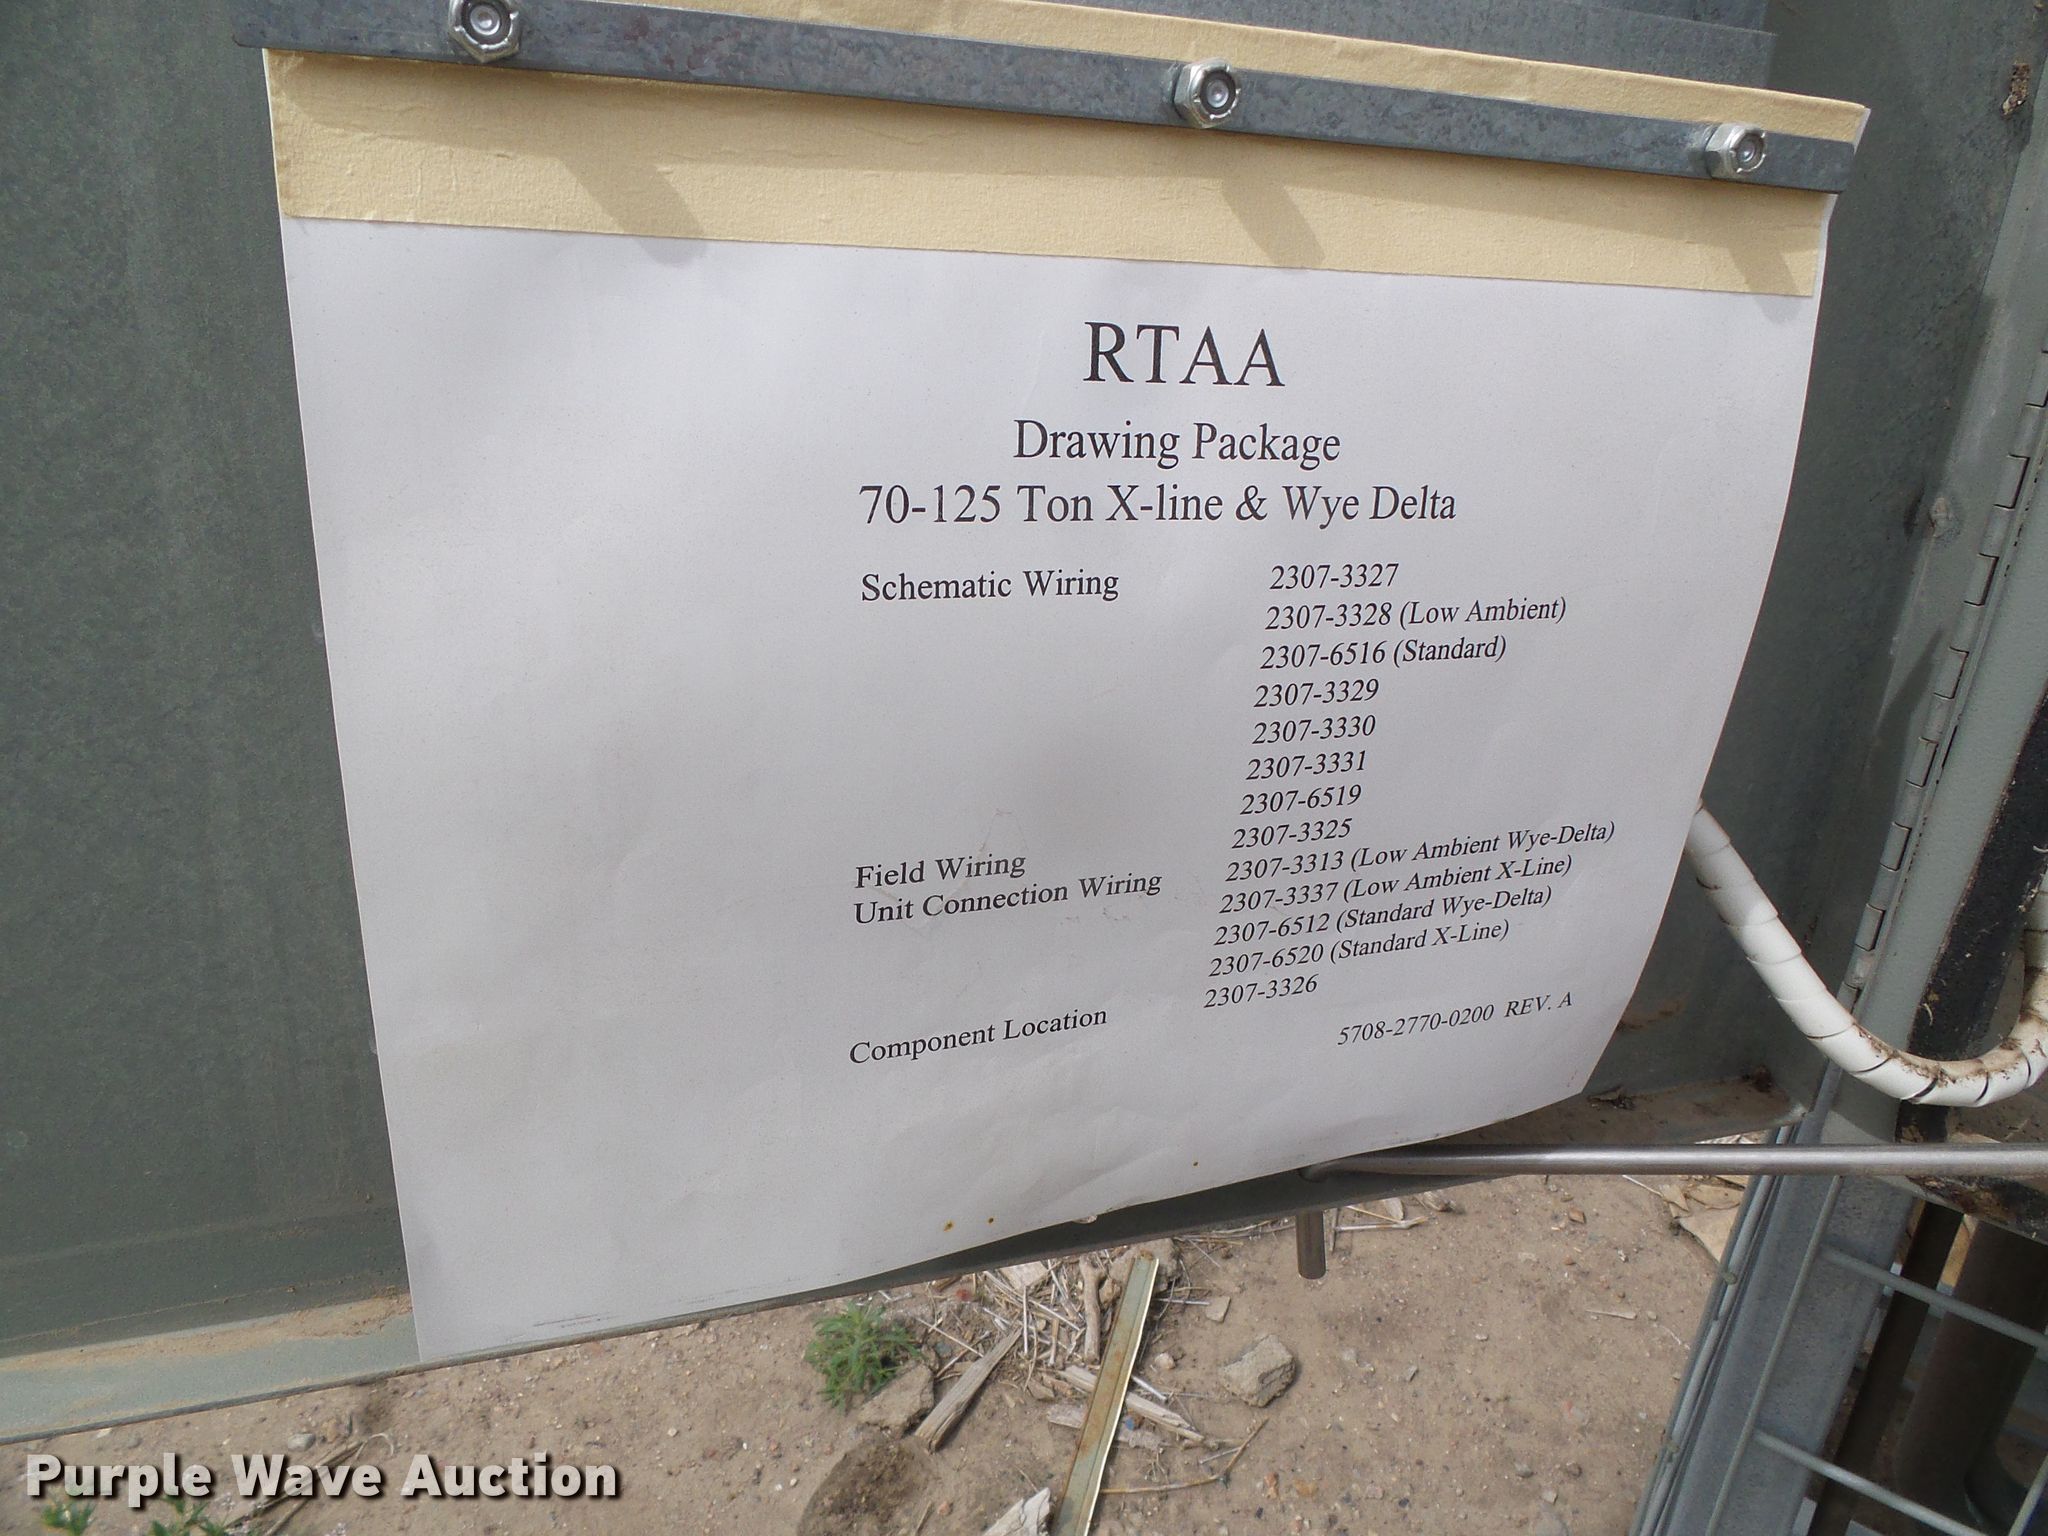 RTAA
Drawing Package
70-125 Ton X-line & Wye Delta
Schematic Wiring 2307-3327
2307-3328 (Low Ambient)
2307-6516 (Standard)
2307-3329
2307-3330
2307-3331
2307-6519
Field Wiring 2307-3325
Unit Connection Wiring 2307-3313 (Low Ambient Wye-Delta)
2307-3337 (Low Ambient X-Line)
2307-6512 (Standard Wye-Delta)
2307-6520 (Standard X-Line)
Component Location 2307-3326
5708-2770-0200 REV. A
Purple Wave Auction